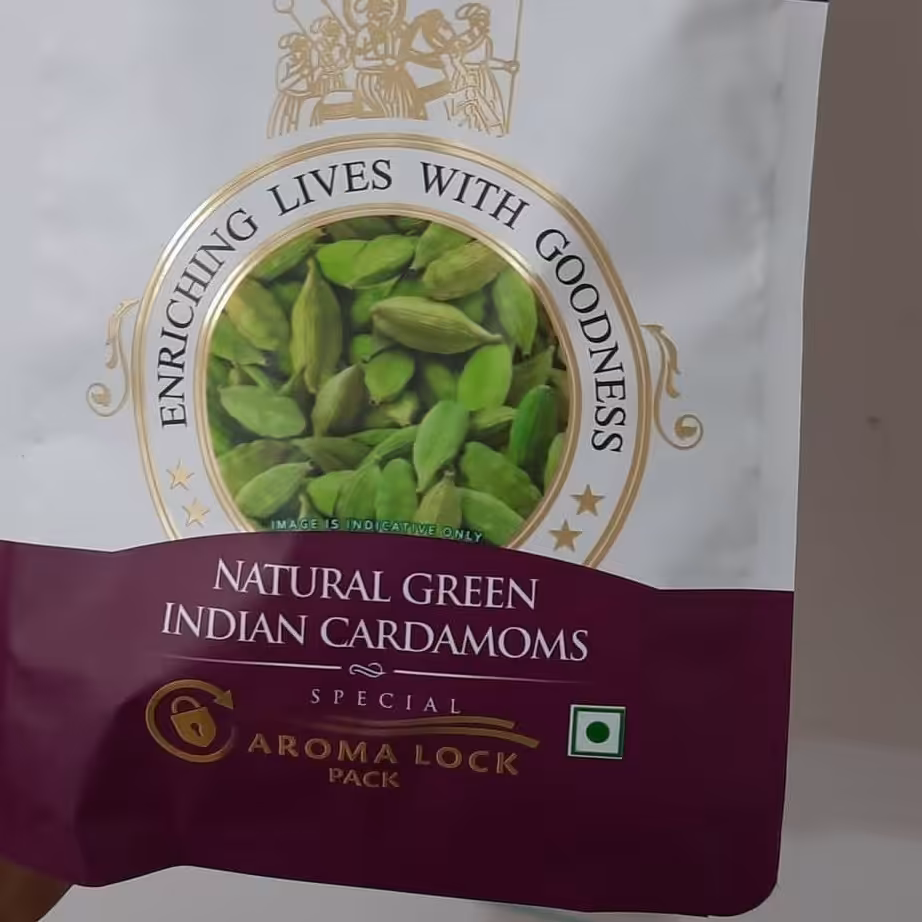 ENRICHING LIVES WITH GOODNESS
IMAGE IS INDICATIVE ONLY
NATURAL GREEN
INDIAN CARDAMOMS
SPECIAL
AROMA LOCK
PACK